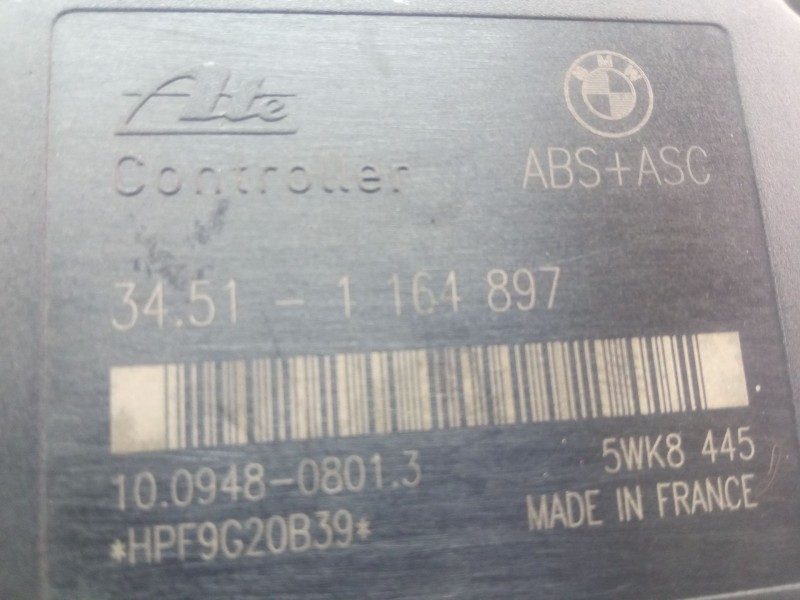 Ate
BMW
Controller
ABS+ASC
34.51 - 1 164 897
10.0948-0801.3
5WK8 445
*HPF9G20B39*
MADE IN FRANCE